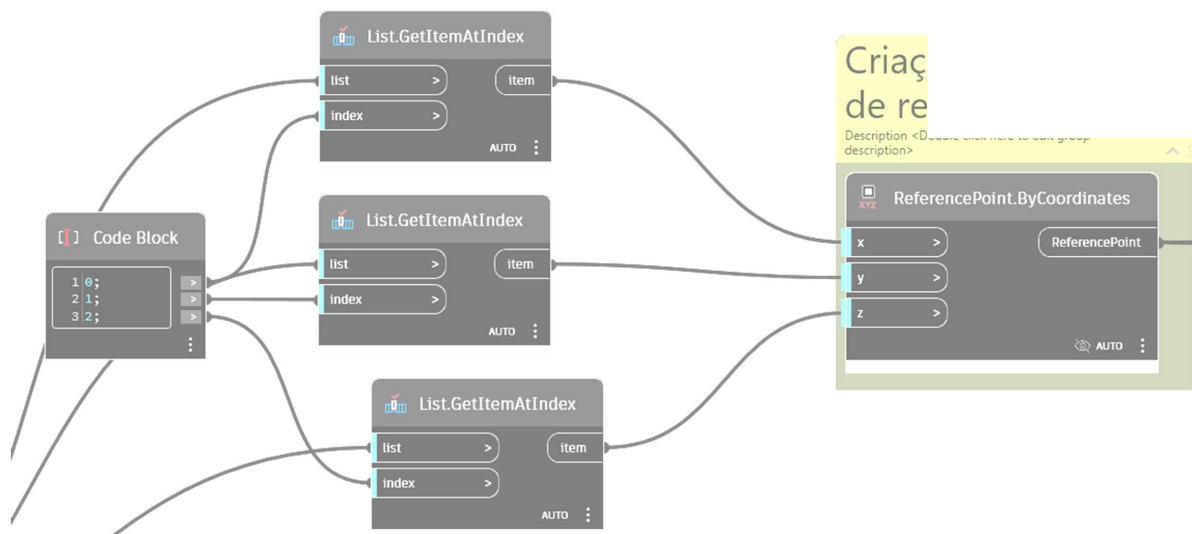 List.GetItemAtIndex
list >
item
index >
AUTO
List.GetItemAtIndex
list >
item
index >
AUTO
Code Block
1 0; >
2 1; >
3 2; >
List.GetItemAtIndex
list >
item
index >
AUTO
de re
Description <Double click here to edit group
description>
XYZ
ReferencePoint.ByCoordinates
x >
ReferencePoint
y >
z >
AUTO